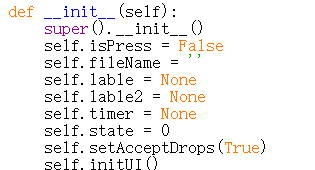 def __init__(self):
    super().__init__()
    self.isPress = False
    self.fileName = ''
    self.lable = None
    self.lable2 = None
    self.timer = None
    self.state = 0
    self.setAcceptDrops(True)
    self.initUI()